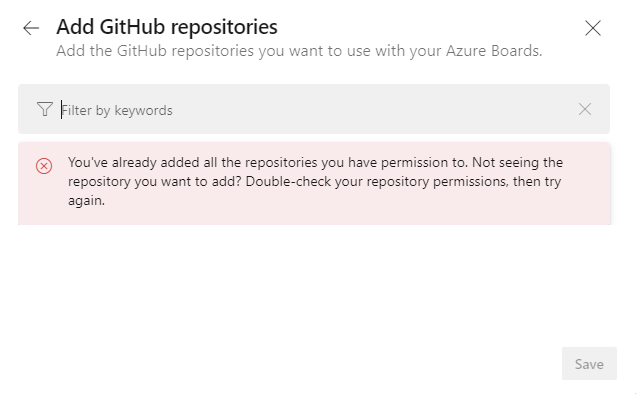 Add GitHub repositories
Add the GitHub repositories you want to use with your Azure Boards.
Filter by keywords
You've already added all the repositories you have permission to. Not seeing the
repository you want to add? Double-check your repository permissions, then try
again.
Save